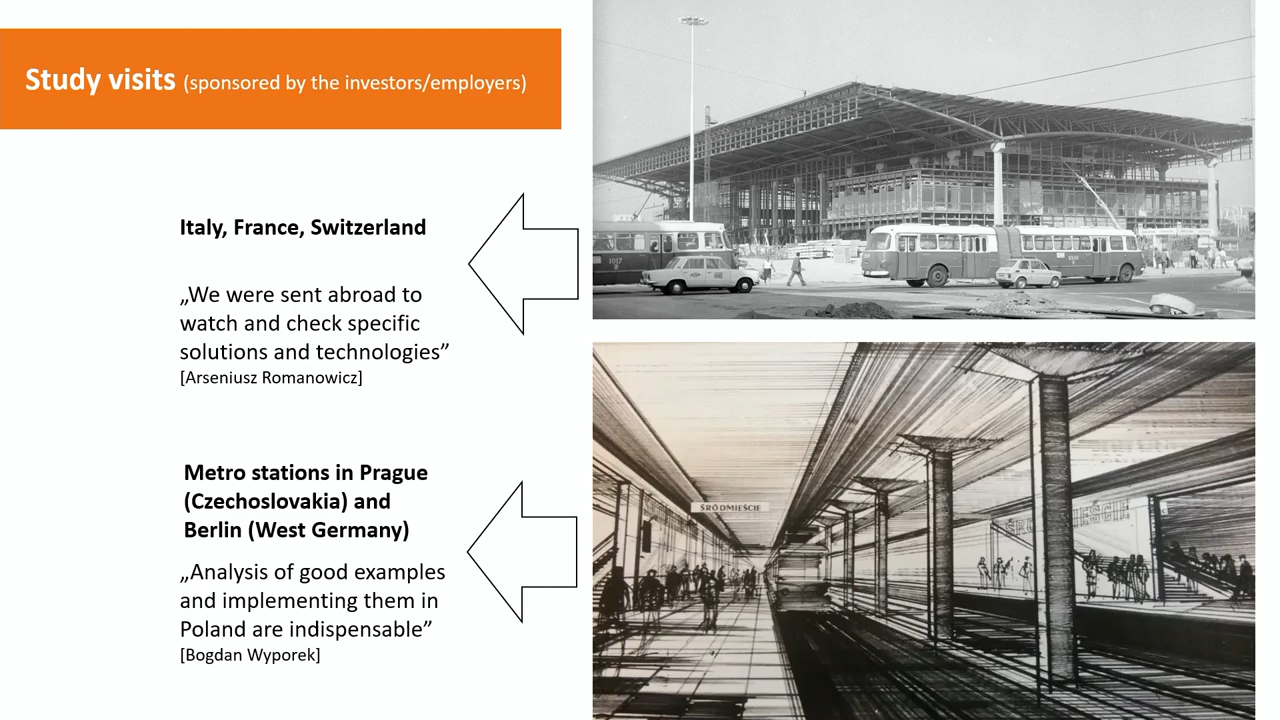 Study visits (sponsored by the investors/employers)
Italy, France, Switzerland
„We were sent abroad to
watch and check specific
solutions and technologies”
[Arseniusz Romanowicz]
Metro stations in Prague
(Czechoslovakia) and
Berlin (West Germany)
„Analysis of good examples
and implementing them in
Poland are indispensable”
[Bogdan Wyporek]
1017
ŚRÓDMIEŚCIE
ŚRÓDMIEŚCIE